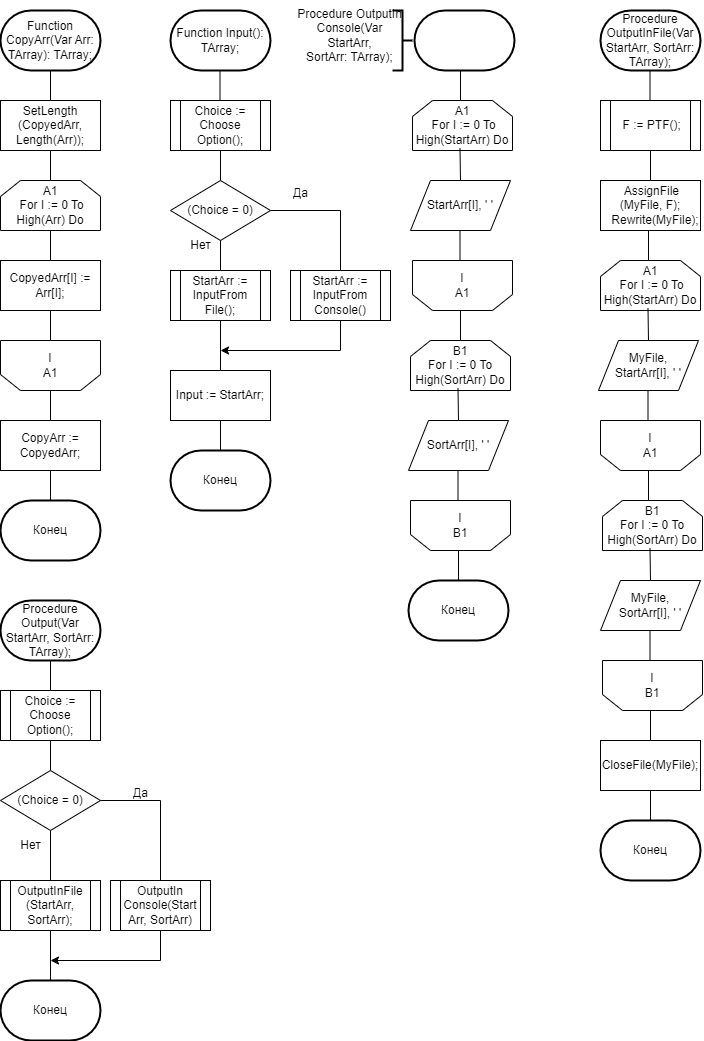 Function
CopyArr(Var Arr:
TArray): TArray;
SetLength
(CopyedArr,
Length(Arr));
A1
For I := 0 To
High(Arr) Do
CopyedArr[I] :=
Arr[I];
I
A1
CopyArr :=
CopyedArr;
Конец
Function Input():
TArray;
Choice :=
Choose
Option();
(Choice = 0)
Да
Нет
StartArr :=
InputFrom
File();
StartArr :=
InputFrom
Console()
Input := StartArr;
Конец
Procedure OutputIn
Console(Var
StartArr,
SortArr: TArray);
A1
For I := 0 To
High(StartArr) Do
StartArr[I], ' '
I
A1
B1
For I := 0 To
High(SortArr) Do
SortArr[I], ' '
I
B1
Конец
Procedure
OutputInFile(Var
StartArr, SortArr:
TArray);
F := PTF();
AssignFile
(MyFile, F);
Rewrite(MyFile);
A1
For I := 0 To
High(StartArr) Do
MyFile,
StartArr[I], ' '
I
A1
B1
For I := 0 To
High(SortArr) Do
MyFile,
SortArr[I], ' '
I
B1
CloseFile(MyFile);
Конец
Procedure
Output(Var
StartArr, SortArr:
TArray);
Choice :=
Choose
Option();
(Choice = 0)
Да
Нет
OutputInFile
(StartArr,
SortArr);
OutputIn
Console(Start
Arr, SortArr)
Конец